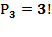 P₃ = 3!